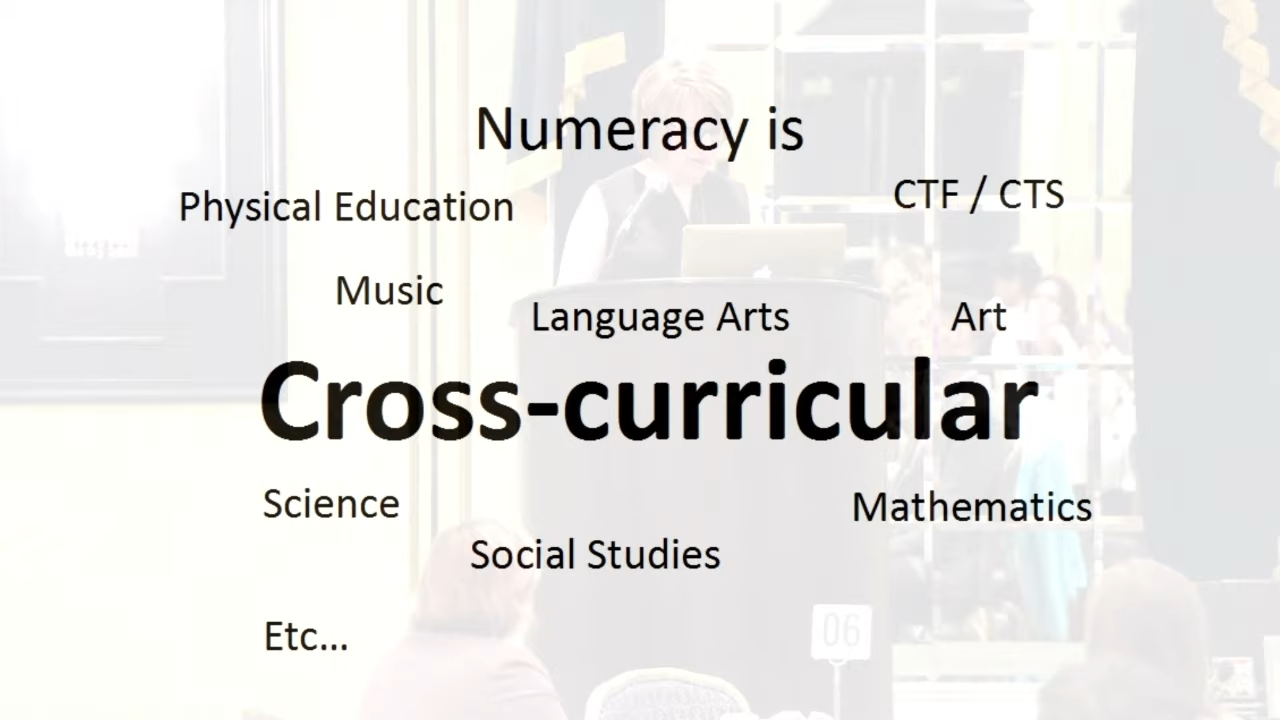 Numeracy is
Physical Education
CTF / CTS
Music
Language Arts
Art
Cross-curricular
Science
Mathematics
Social Studies
Etc...
06